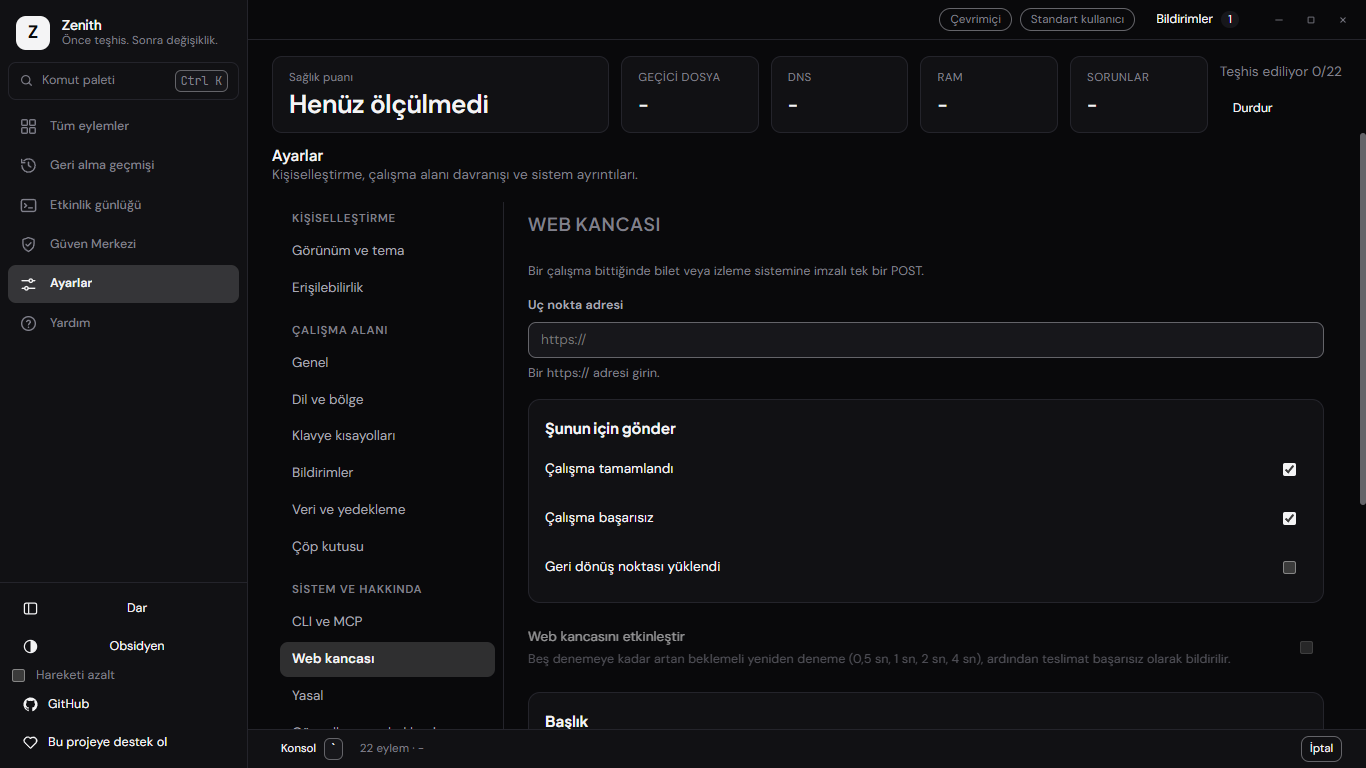 Z
Zenith
Önce teşhis. Sonra değişiklik.
Komut paleti
Ctrl K
Tüm eylemler
Geri alma geçmişi
Etkinlik günlüğü
Güven Merkezi
Ayarlar
Yardım
Dar
Obsidyen
Hareketi azalt
GitHub
Bu projeye destek ol
Çevrimiçi
Standart kullanıcı
Bildirimler 1
Sağlık puanı
Henüz ölçülmedi
GEÇİCİ DOSYA
–
DNS
–
RAM
–
SORUNLAR
–
Teşhis ediliyor 0/22
Durdur
Ayarlar
Kişiselleştirme, çalışma alanı davranışı ve sistem ayrıntıları.
KİŞİSELLEŞTİRME
Görünüm ve tema
Erişilebilirlik
ÇALIŞMA ALANI
Genel
Dil ve bölge
Klavye kısayolları
Bildirimler
Veri ve yedekleme
Çöp kutusu
SİSTEM VE HAKKINDA
CLI ve MCP
Web kancası
Yasal
WEB KANCASI
Bir çalışma bittiğinde bilet veya izleme sistemine imzalı tek bir POST.
Uç nokta adresi
https://
Bir https:// adresi girin.
Şunun için gönder
Çalışma tamamlandı
Çalışma başarısız
Geri dönüş noktası yüklendi
Web kancasını etkinleştir
Beş denemeye kadar artan beklemeli yeniden deneme (0,5 sn, 1 sn, 2 sn, 4 sn), ardından teslimat başarısız olarak bildirilir.
Başlık
Konsol `
22 eylem · –
İptal